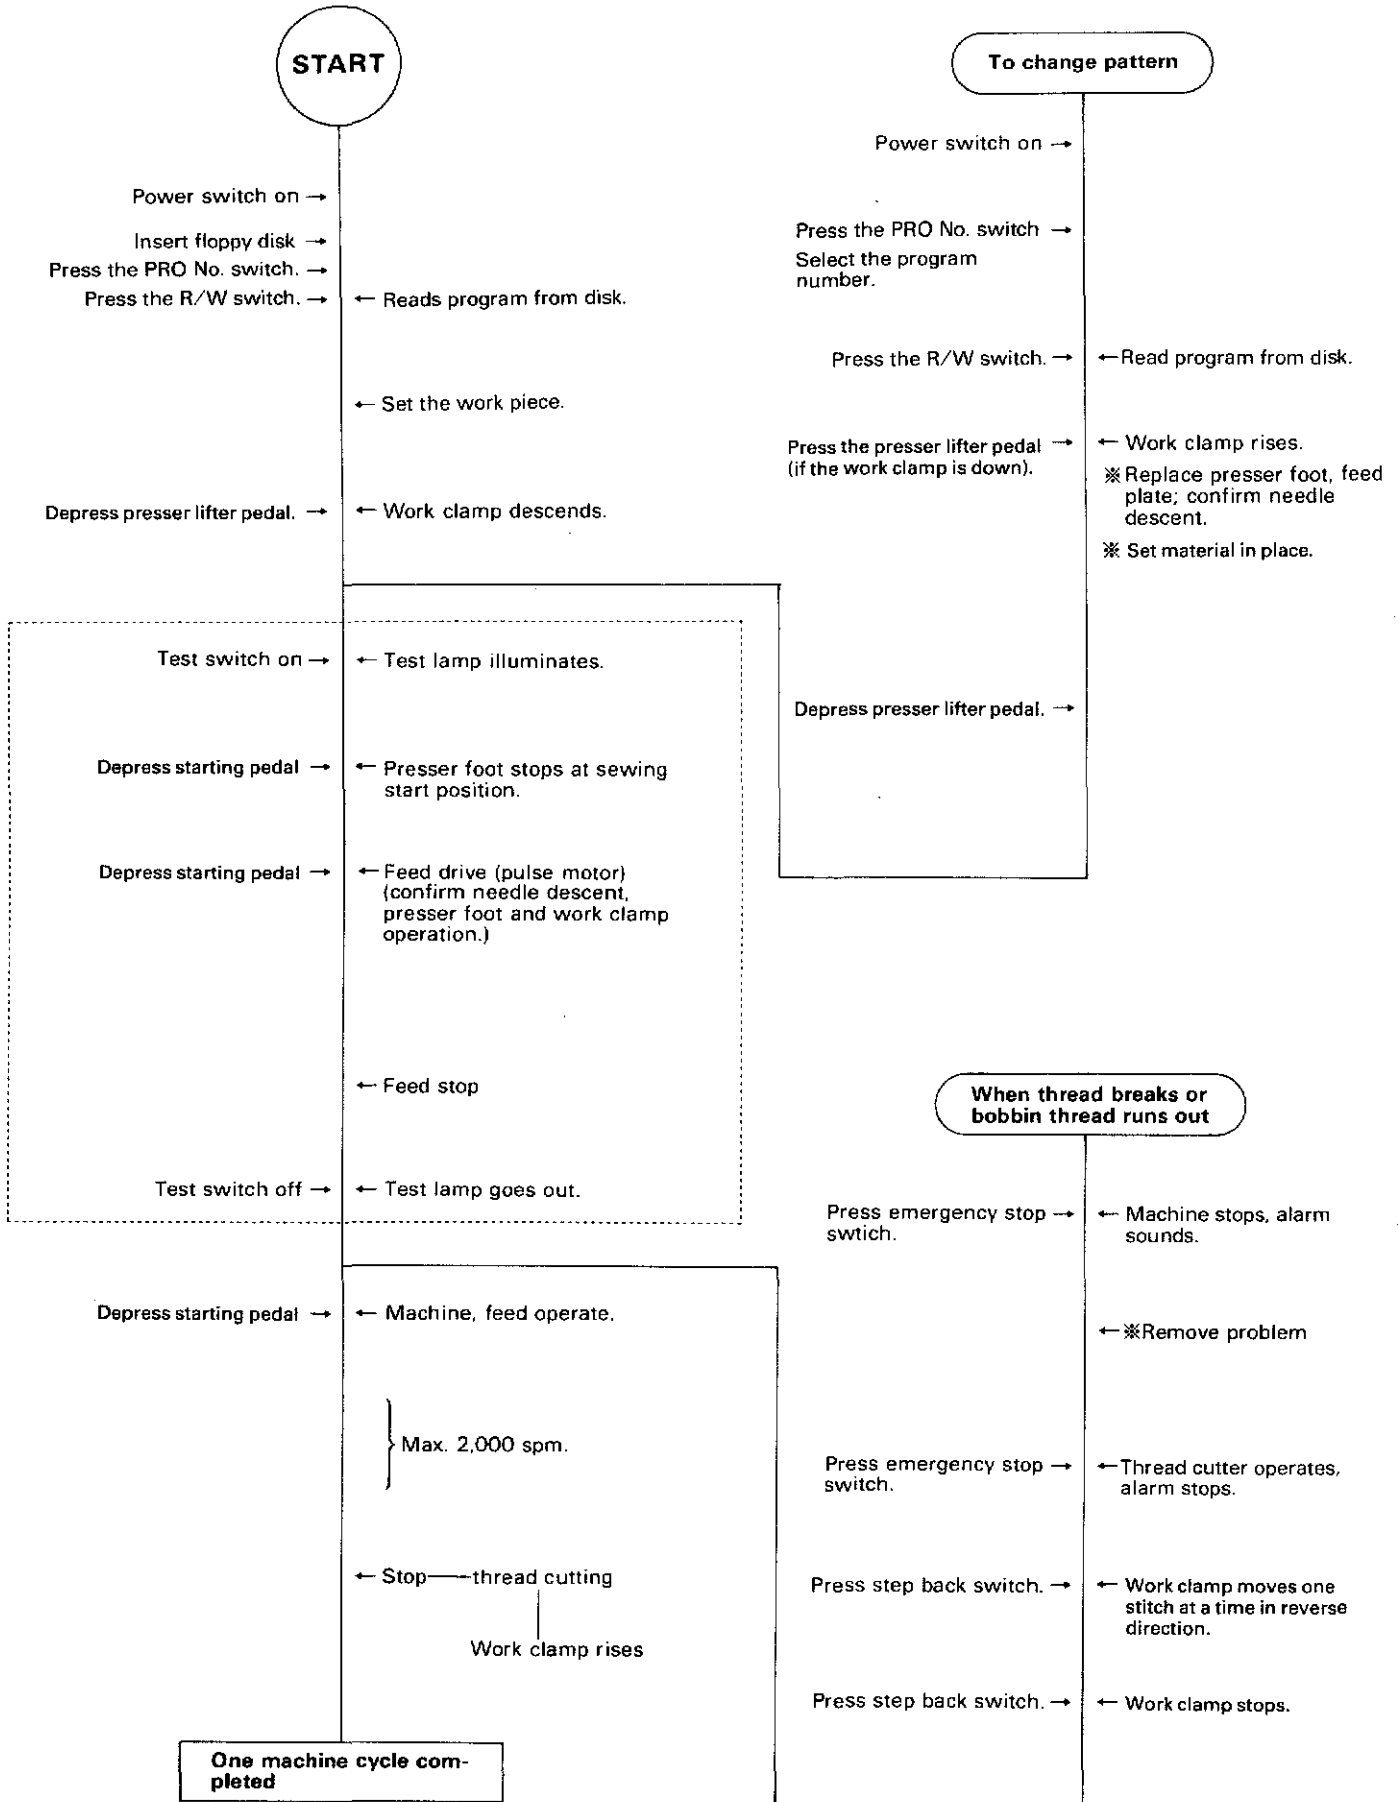 START
Power switch on →
Insert floppy disk →
Press the PRO No. switch. →
Press the R/W switch. →
← Reads program from disk.
← Set the work piece.
Depress presser lifter pedal. →
← Work clamp descends.
Test switch on →
← Test lamp illuminates.
Depress starting pedal →
← Presser foot stops at sewing
start position.
Depress starting pedal →
← Feed drive (pulse motor)
(confirm needle descent,
presser foot and work clamp
operation.)
← Feed stop
Test switch off →
← Test lamp goes out.
Depress starting pedal →
← Machine, feed operate.
Max. 2,000 spm.
← Stop——thread cutting
Work clamp rises
One machine cycle com-
pleted
To change pattern
Power switch on →
Press the PRO No. switch →
Select the program
number.
Press the R/W switch. →
← Read program from disk.
Press the presser lifter pedal →
(if the work clamp is down).
← Work clamp rises.
※ Replace presser foot, feed
plate; confirm needle
descent.
※ Set material in place.
Depress presser lifter pedal. →
When thread breaks or
bobbin thread runs out
Press emergency stop →
swtich.
← Machine stops, alarm
sounds.
← ※Remove problem
Press emergency stop →
switch.
← Thread cutter operates,
alarm stops.
Press step back switch. →
← Work clamp moves one
stitch at a time in reverse
direction.
Press step back switch. →
← Work clamp stops.